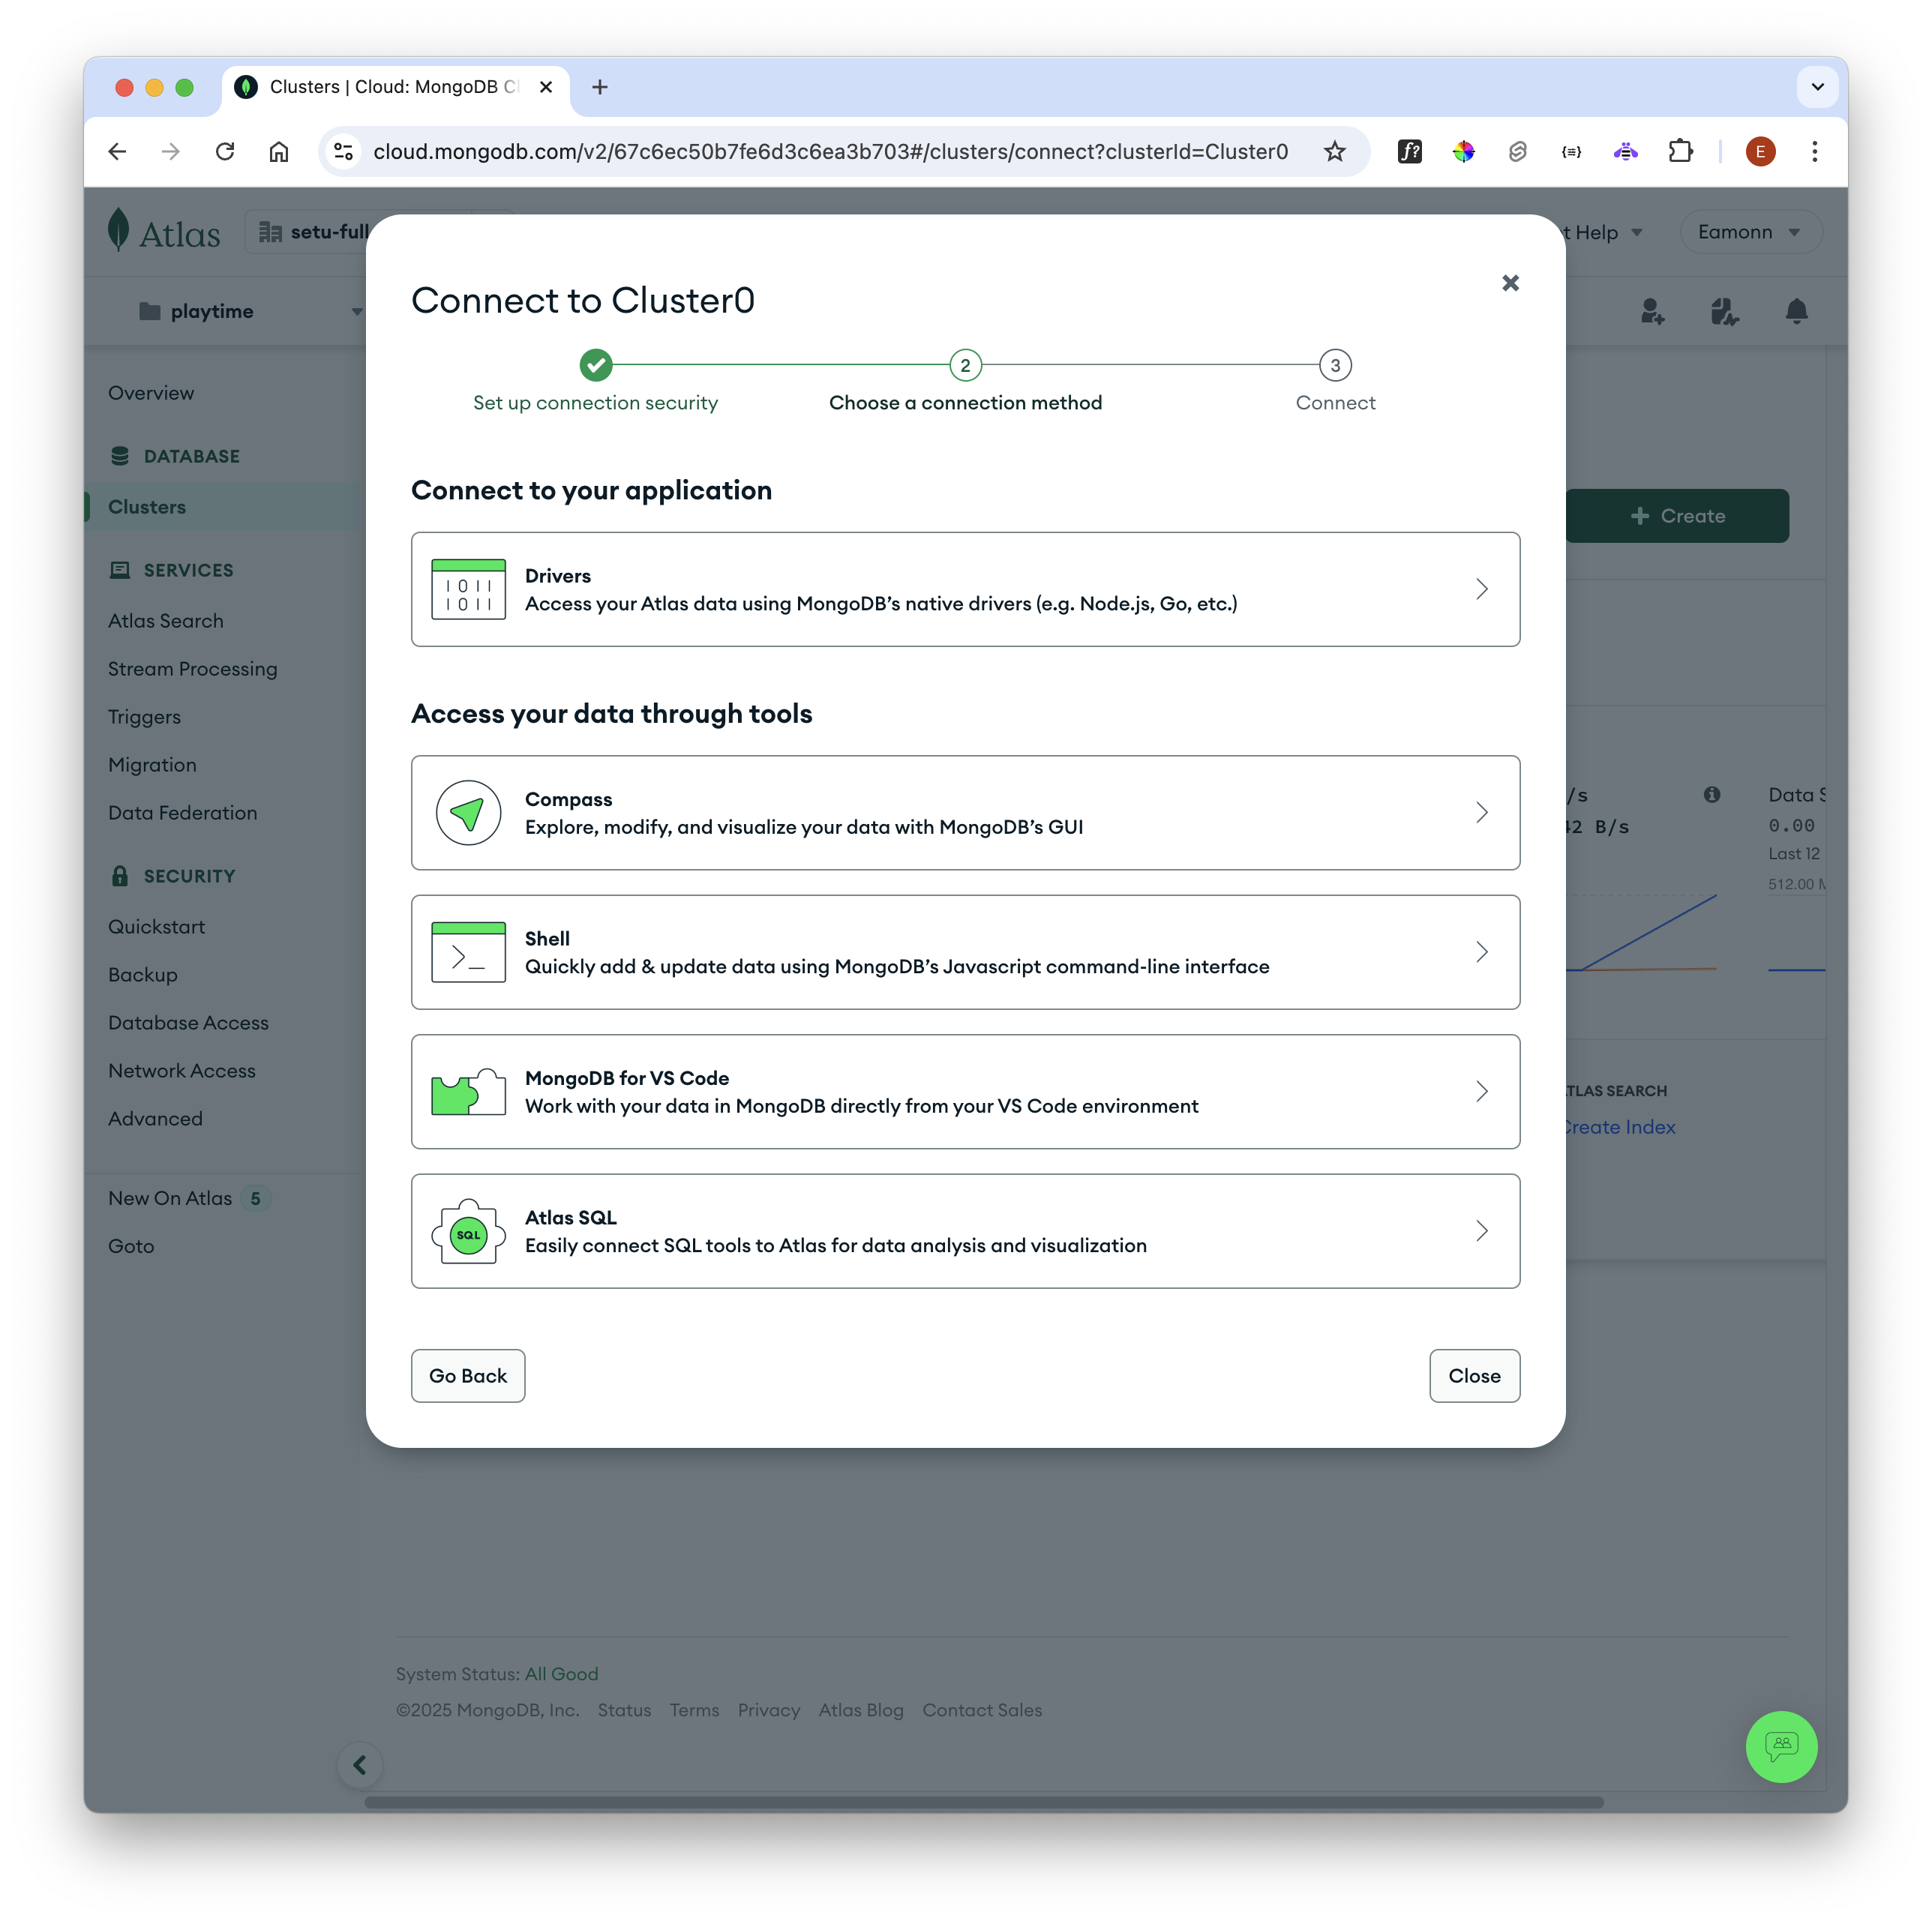 Clusters | Cloud: MongoDB Cl
cloud.mongodb.com/v2/67c6ec50b7fe6d3c6ea3b703#/clusters/connect?clusterId=Cluster0
E
Atlas
setu-full
t Help
Eamonn
playtime
Overview
DATABASE
Clusters
SERVICES
Atlas Search
Stream Processing
Triggers
Migration
Data Federation
SECURITY
Quickstart
Backup
Database Access
Network Access
Advanced
New On Atlas 5
Goto
Connect to Cluster0
2
3
Set up connection security
Choose a connection method
Connect
Connect to your application
Drivers
Access your Atlas data using MongoDB’s native drivers (e.g. Node.js, Go, etc.)
Access your data through tools
Compass
Explore, modify, and visualize your data with MongoDB’s GUI
Shell
Quickly add & update data using MongoDB’s Javascript command-line interface
MongoDB for VS Code
Work with your data in MongoDB directly from your VS Code environment
SQL
Atlas SQL
Easily connect SQL tools to Atlas for data analysis and visualization
Go Back
Close
+ Create
/s
42 B/s
Data S
0.00
Last 12
512.00 M
TLAS SEARCH
Create Index
System Status: All Good
©2025 MongoDB, Inc. Status Terms Privacy Atlas Blog Contact Sales